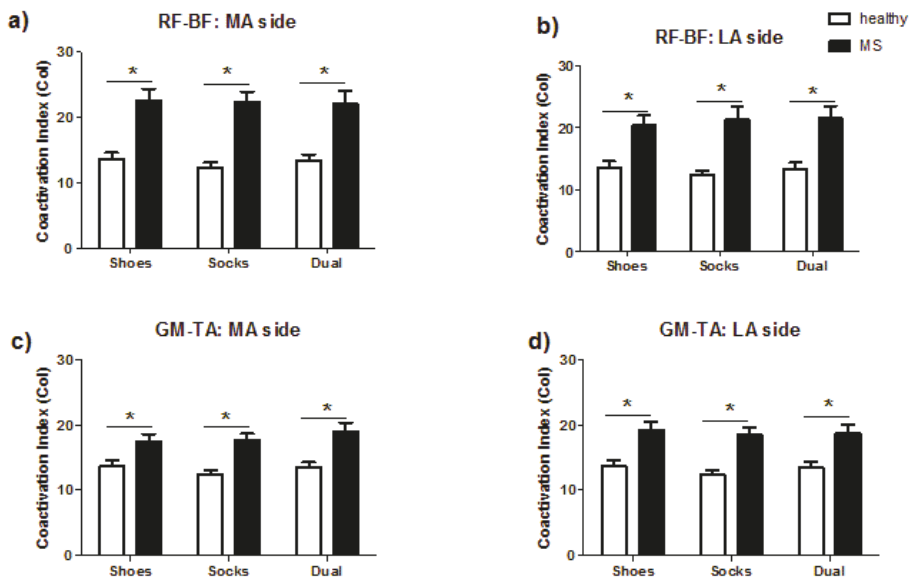 a)
RF-BF: MA side
Coactivation Index (CoI)
30
20
10
0
*
*
*
Shoes
Socks
Dual
b)
RF-BF: LA side
healthy
MS
Coactivation Index (CoI)
30
20
10
0
*
*
*
Shoes
Socks
Dual
c)
GM-TA: MA side
Coactivation Index (CoI)
30
20
10
0
*
*
*
Shoes
Socks
Dual
d)
GM-TA: LA side
Coactivation Index (CoI)
30
20
10
0
*
*
*
Shoes
Socks
Dual